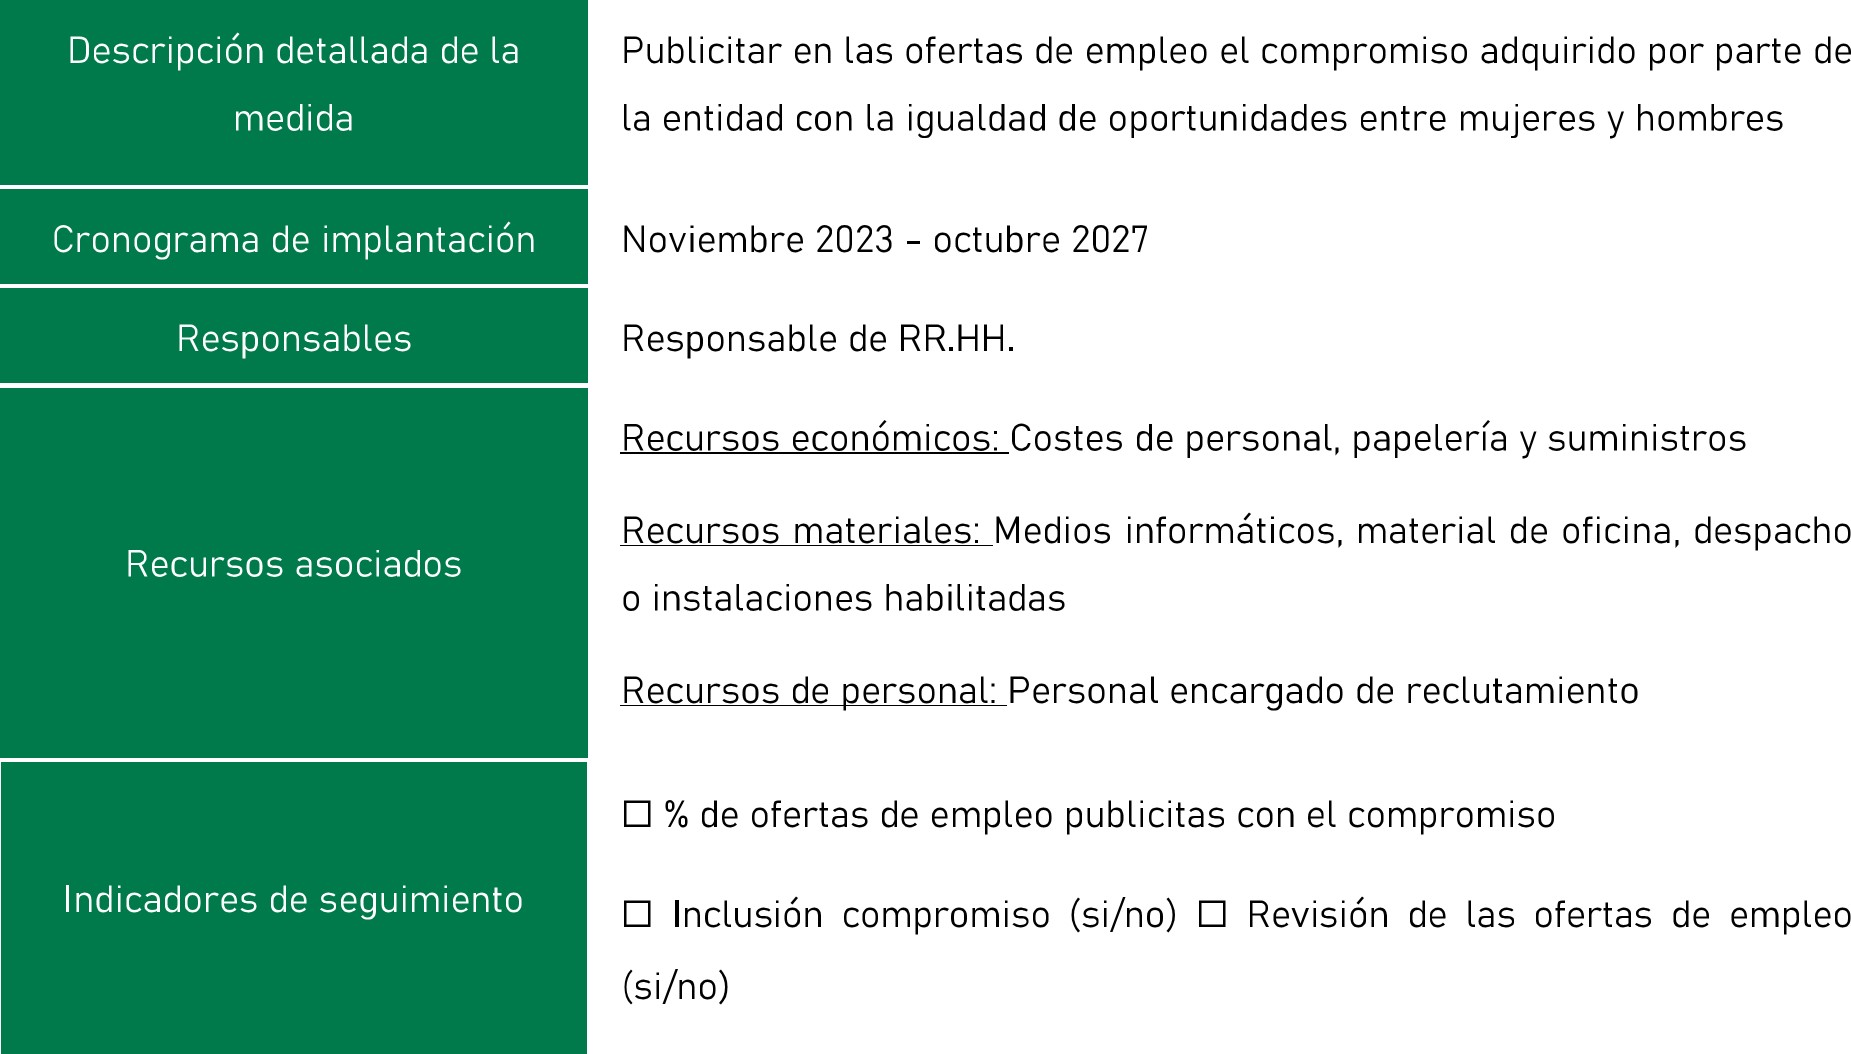 Descripción detallada de la
medida
Publicitar en las ofertas de empleo el compromiso adquirido por parte de
la entidad con la igualdad de oportunidades entre mujeres y hombres
Cronograma de implantación
Noviembre 2023 – octubre 2027
Responsables
Responsable de RR.HH.
Recursos asociados
Recursos económicos: Costes de personal, papelería y suministros
Recursos materiales: Medios informáticos, material de oficina, despacho
o instalaciones habilitadas
Recursos de personal: Personal encargado de reclutamiento
Indicadores de seguimiento
☐ % de ofertas de empleo publicitas con el compromiso
☐ Inclusión compromiso (si/no) ☐ Revisión de las ofertas de empleo
(si/no)